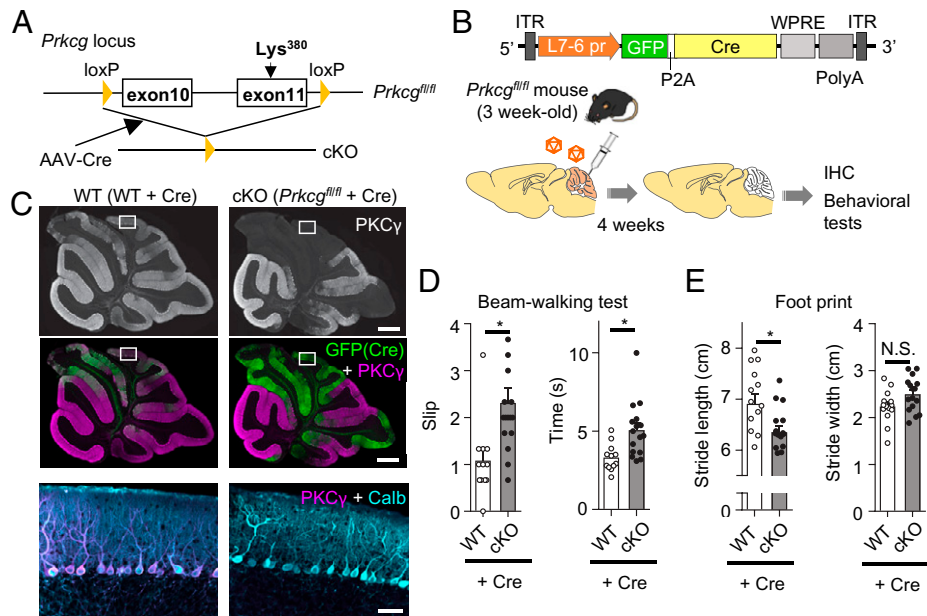 A
Prkcg locus
Lys380
loxP
loxP
exon10
exon11
Prkcgfl/fl
AAV-Cre
cKO
B
ITR
WPRE
ITR
5’
L7-6 pr
GFP
Cre
3’
P2A
PolyA
Prkcgfl/fl mouse
(3 week-old)
4 weeks
IHC
Behavioral
tests
C
WT (WT + Cre)
cKO (Prkcgfl/fl + Cre)
PKCγ
GFP(Cre)
+ PKCγ
PKCγ + Calb
D
Beam-walking test
Slip
4
3
2
1
0
*
WT
cKO
+ Cre
Time (s)
10
5
0
*
WT
cKO
+ Cre
E
Foot print
Stride length (cm)
8
7
6
*
WT
cKO
+ Cre
Stride width (cm)
4
3
2
1
0
N.S.
WT
cKO
+ Cre